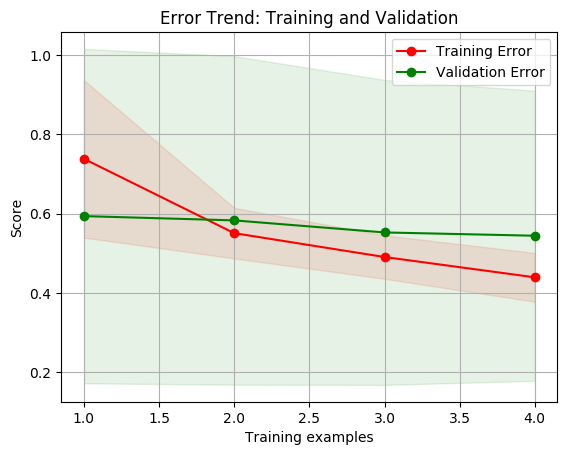 Error Trend: Training and Validation
Training Error
Validation Error
Score
1.0
0.8
0.6
0.4
0.2
1.0 1.5 2.0 2.5 3.0 3.5 4.0
Training examples